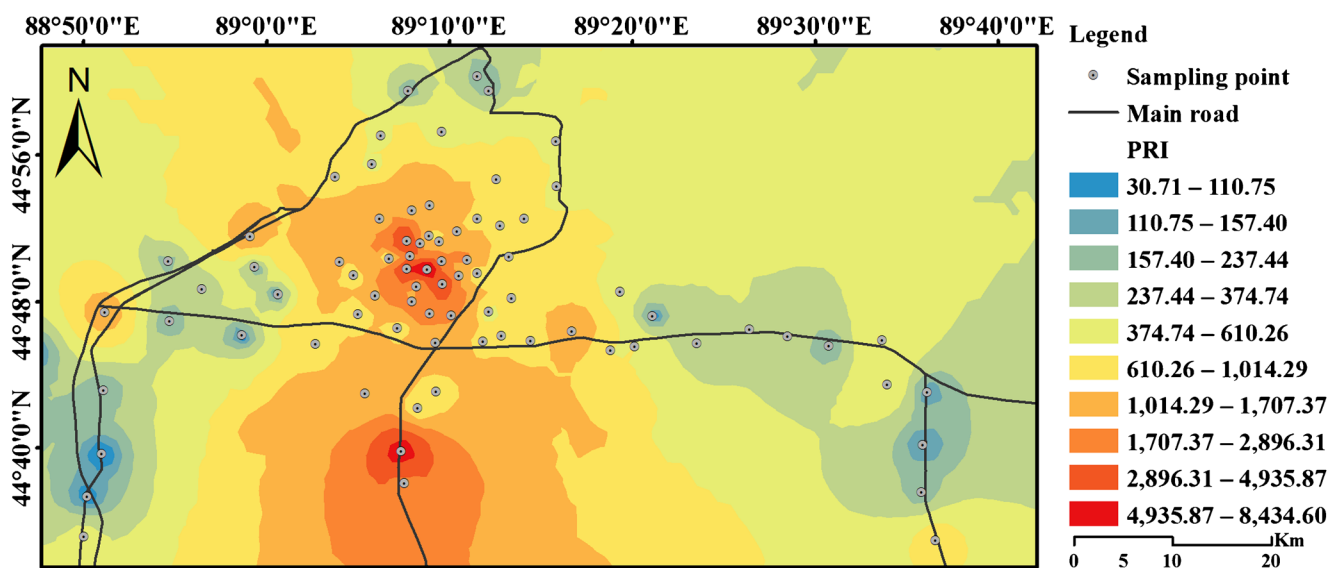 88°50'0"E 89°0'0"E 89°10'0"E 89°20'0"E 89°30'0"E 89°40'0"E
N
44°56'0"N
44°48'0"N
44°40'0"N
Legend
Sampling point
Main road
PRI
30.71 – 110.75
110.75 – 157.40
157.40 – 237.44
237.44 – 374.74
374.74 – 610.26
610.26 – 1,014.29
1,014.29 – 1,707.37
1,707.37 – 2,896.31
2,896.31 – 4,935.87
4,935.87 – 8,434.60
Km
0 5 10 20